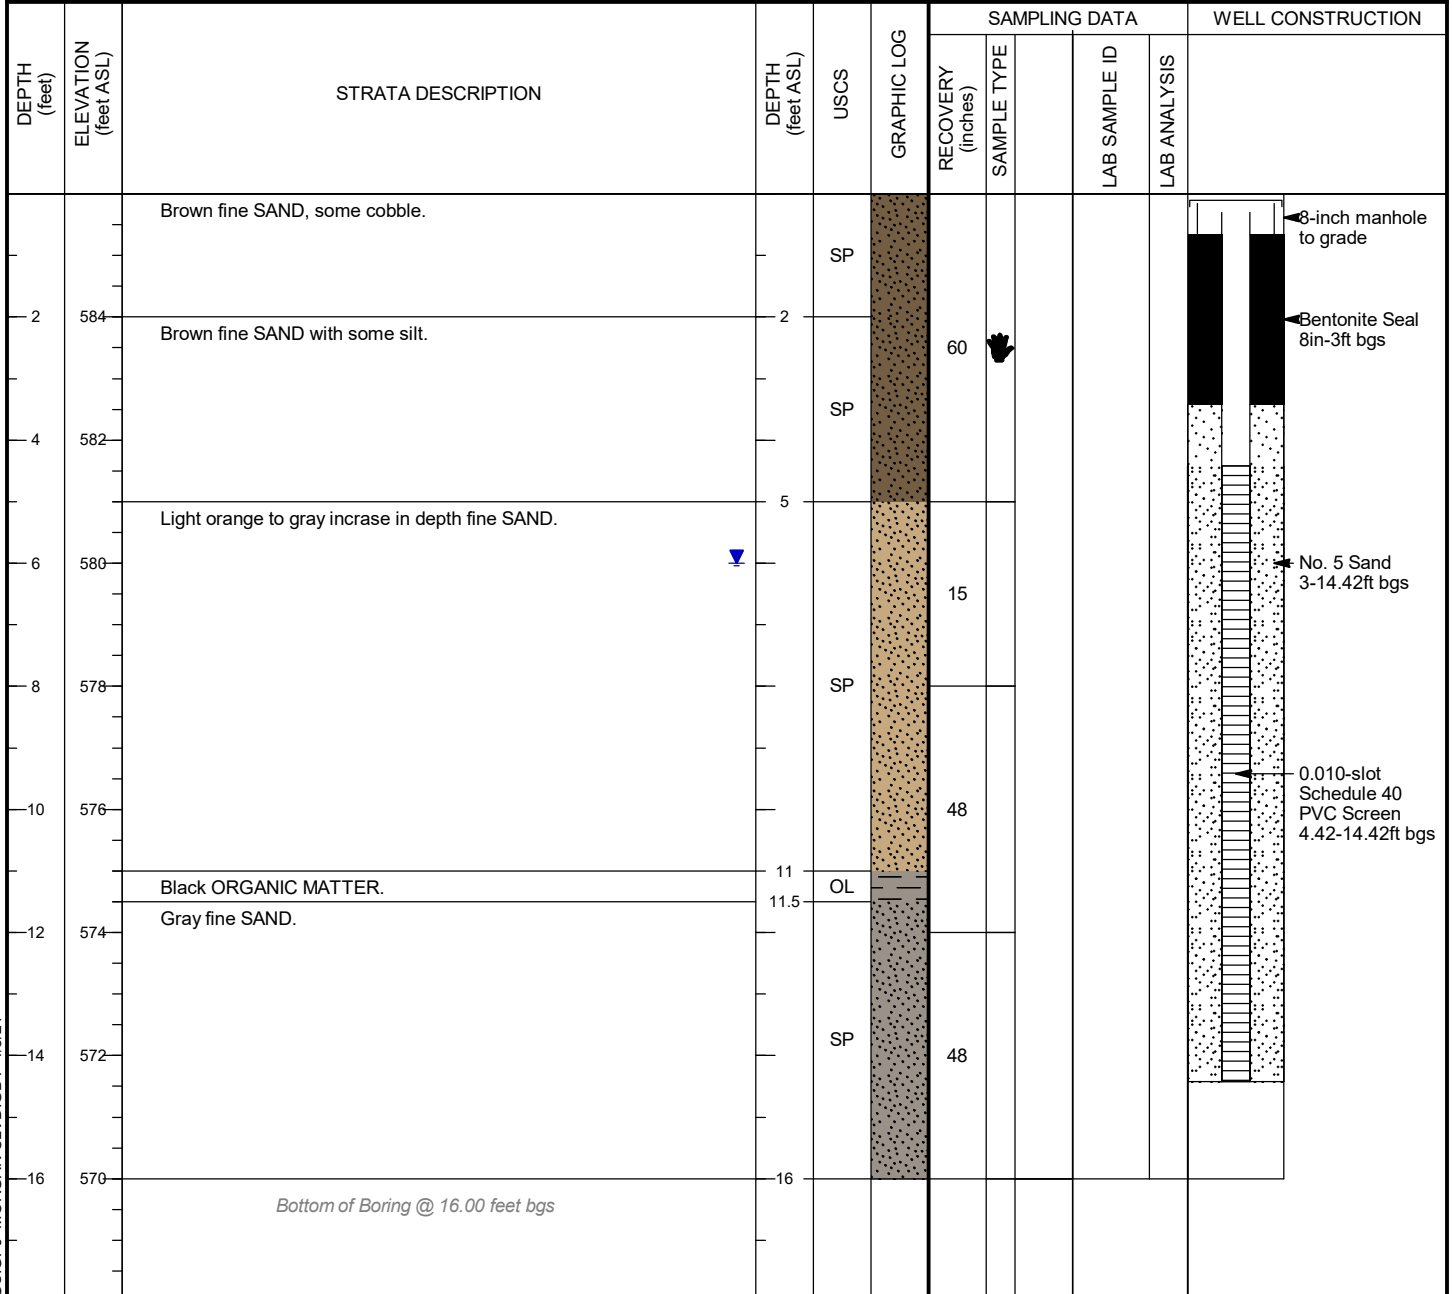 SAMPLING DATA
WELL CONSTRUCTION
DEPTH
(feet)
ELEVATION
(feet ASL)
STRATA DESCRIPTION
DEPTH
(feet ASL)
USCS
GRAPHIC LOG
RECOVERY
(inches)
SAMPLE TYPE
LAB SAMPLE ID
LAB ANALYSIS
Brown fine SAND, some cobble.
8-inch manhole
to grade
SP
2
584
2
Brown fine SAND with some silt.
Bentonite Seal
8in-3ft bgs
60
SP
4
582
5
Light orange to gray incrase in depth fine SAND.
6
580
No. 5 Sand
3-14.42ft bgs
15
8
578
SP
0.010-slot
Schedule 40
PVC Screen
4.42-14.42ft bgs
10
576
48
11
Black ORGANIC MATTER.
OL
11.5
Gray fine SAND.
12
574
SP
14
572
48
16
570
16
Bottom of Boring @ 16.00 feet bgs